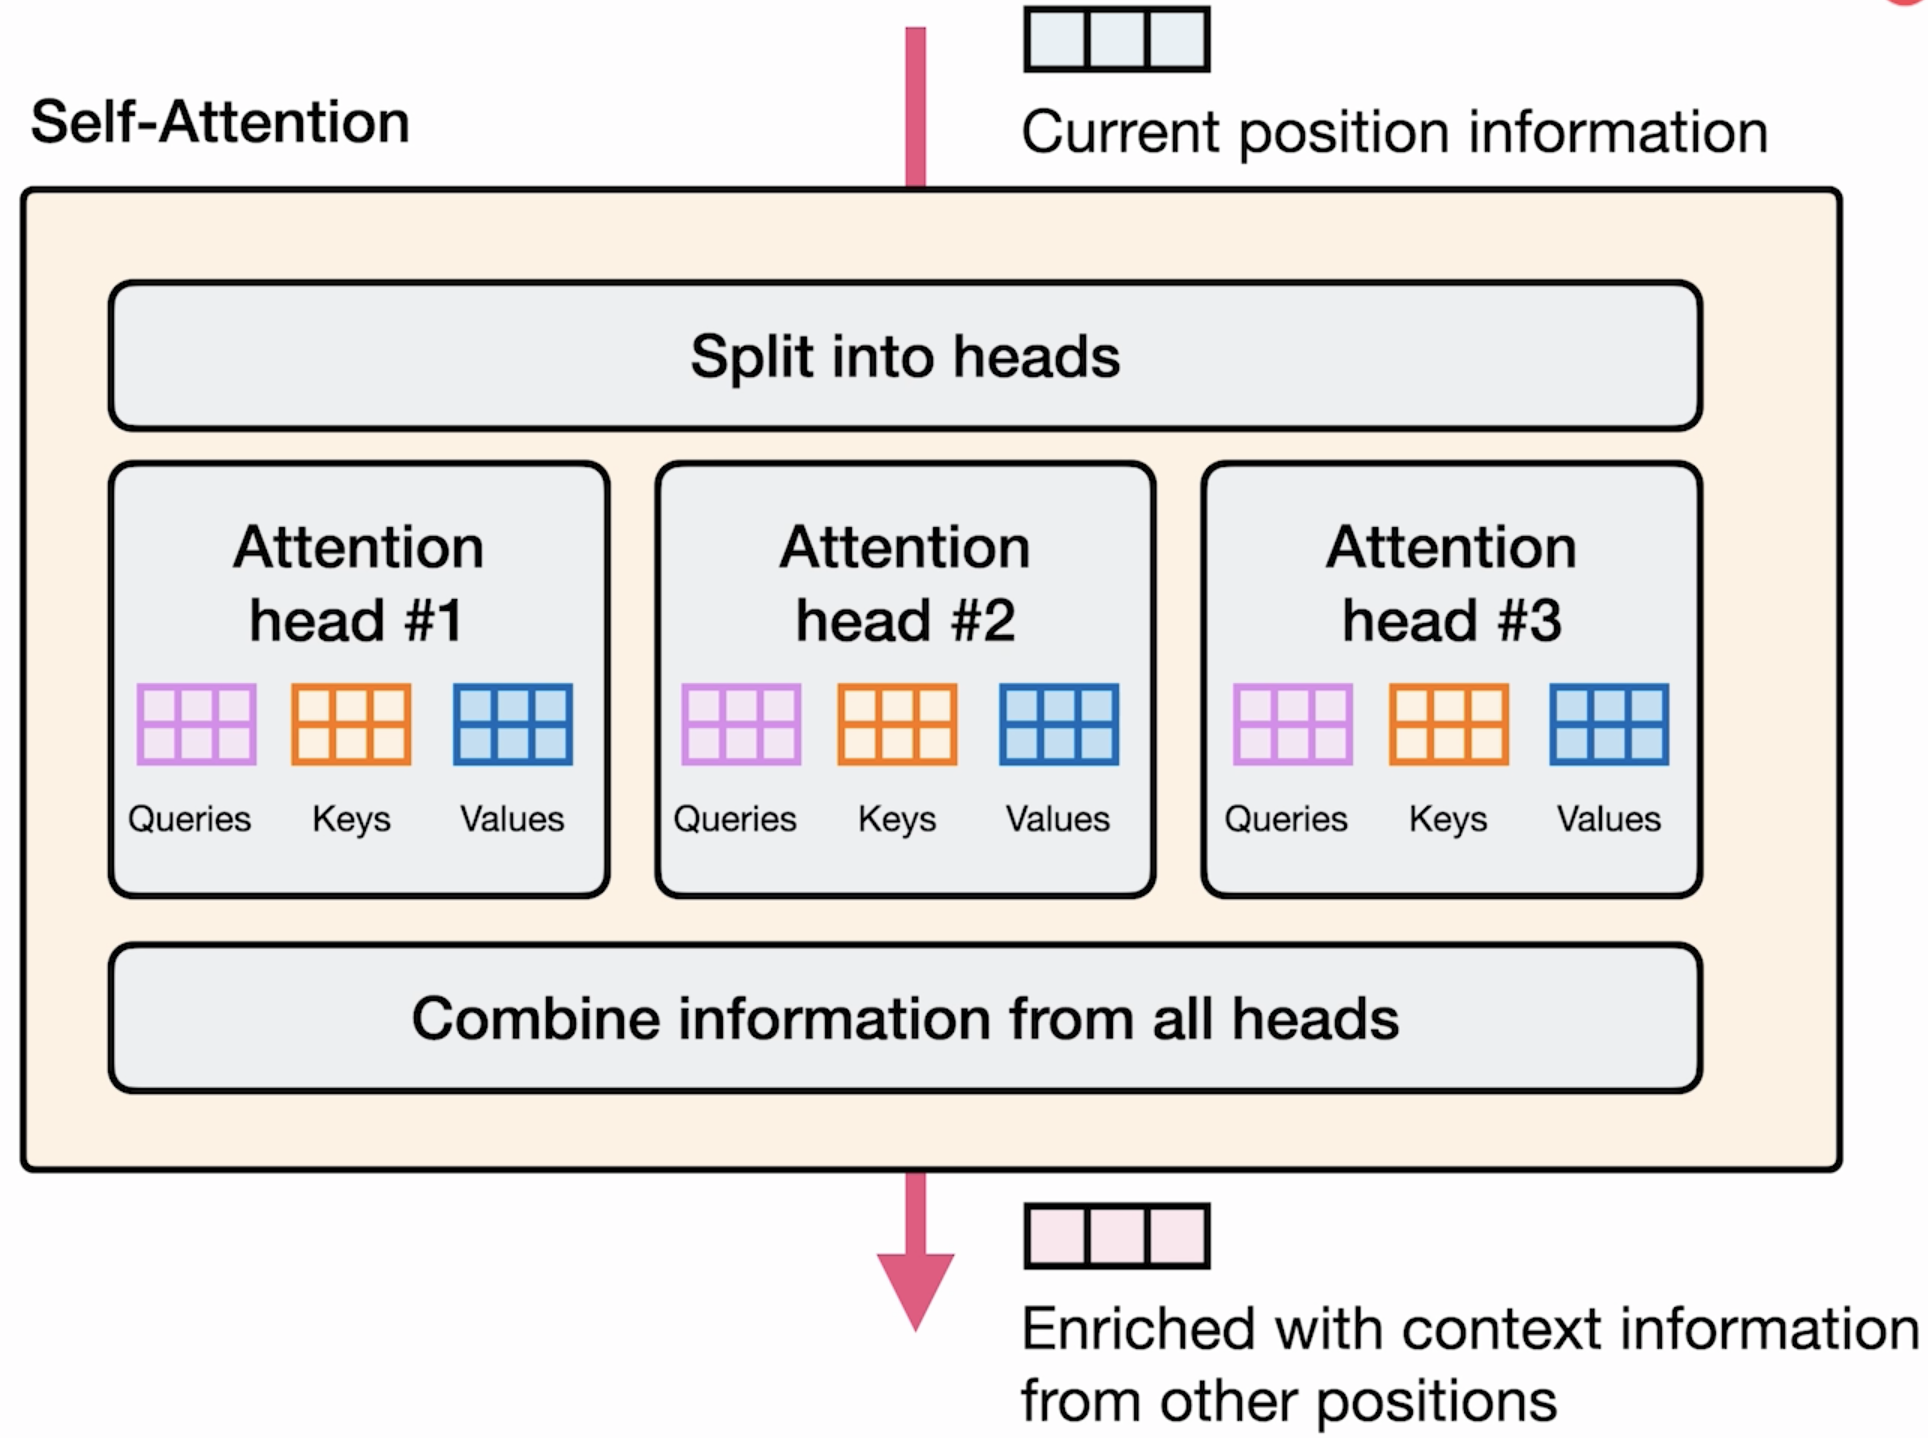 Self-Attention
Current position information
Split into heads
Attention
head #1
Queries Keys Values
Attention
head #2
Queries Keys Values
Attention
head #3
Queries Keys Values
Combine information from all heads
Enriched with context information
from other positions